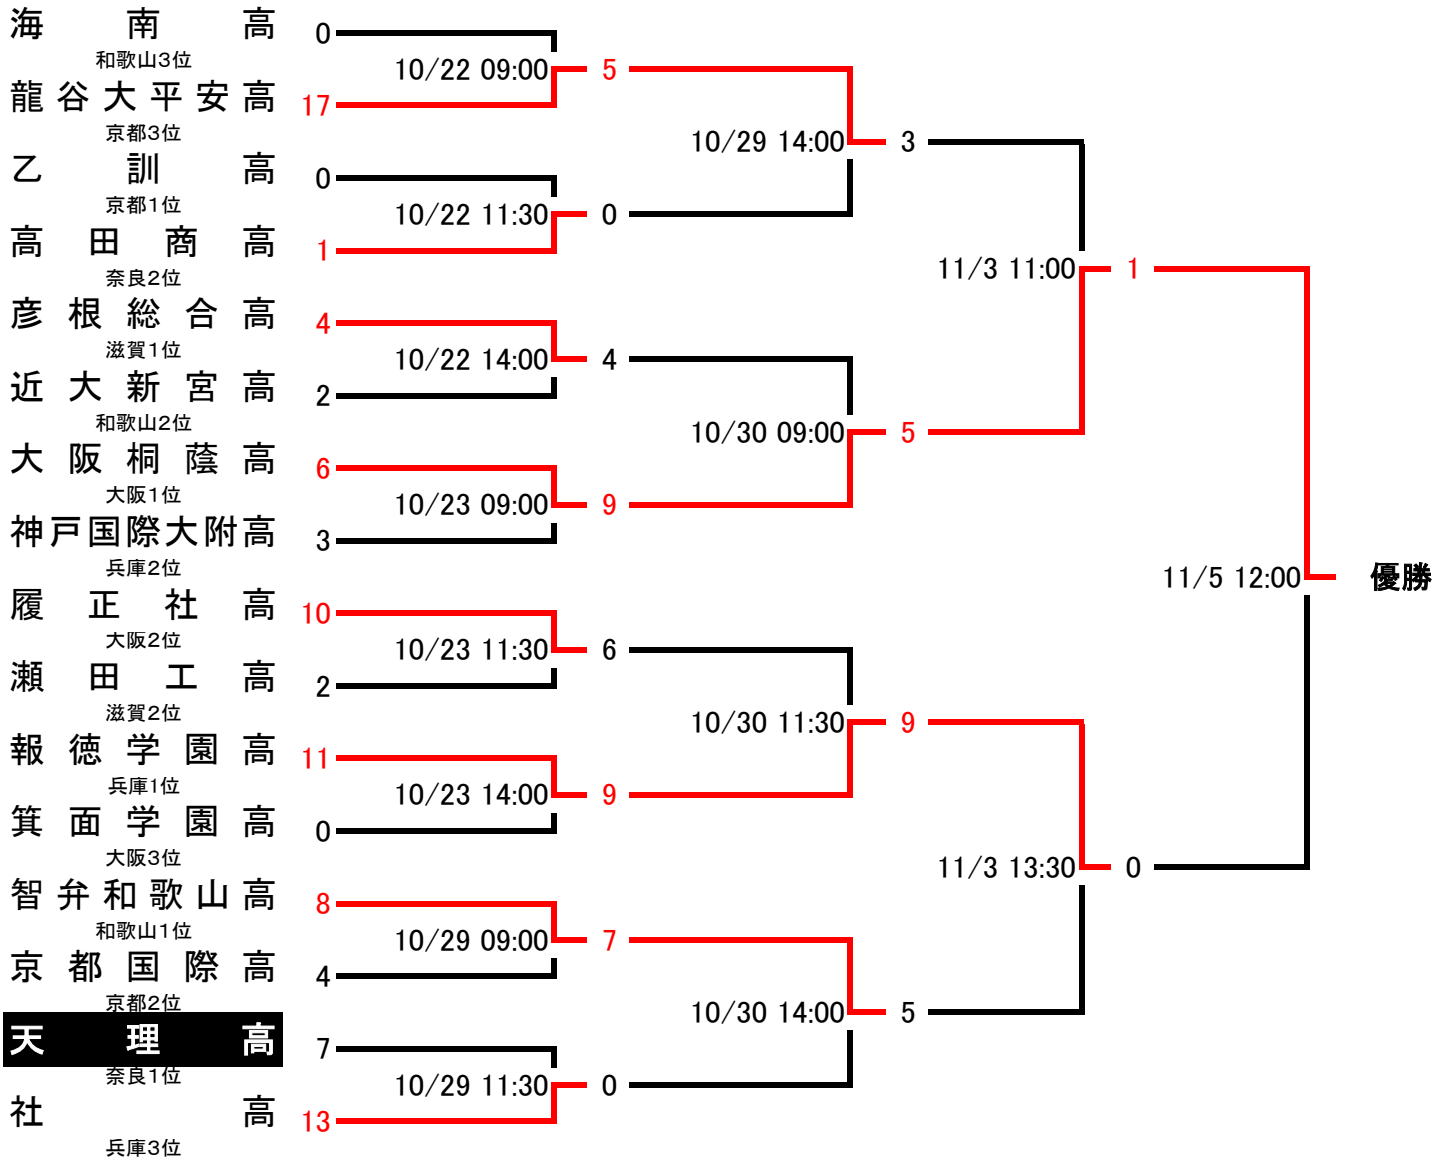 海南高 0
和歌山3位
10/22 09:00 5
龍谷大平安高 17
京都3位
10/29 14:00 3
乙訓高 0
京都1位
10/22 11:30 0
高田商高 1
奈良2位
11/3 11:00 1
彦根総合高 4
滋賀1位
10/22 14:00 4
近大新宮高 2
和歌山2位
10/30 09:00 5
大阪桐蔭高 6
大阪1位
10/23 09:00 9
神戸国際大附高 3
兵庫2位
11/5 12:00 優勝
履正社高 10
大阪2位
10/23 11:30 6
瀬田工高 2
滋賀2位
10/30 11:30 9
報徳学園高 11
兵庫1位
10/23 14:00 9
箕面学園高 0
大阪3位
11/3 13:30 0
智弁和歌山高 8
和歌山1位
10/29 09:00 7
京都国際高 4
京都2位
10/30 14:00 5
天理高 7
奈良1位
10/29 11:30 0
社高 13
兵庫3位